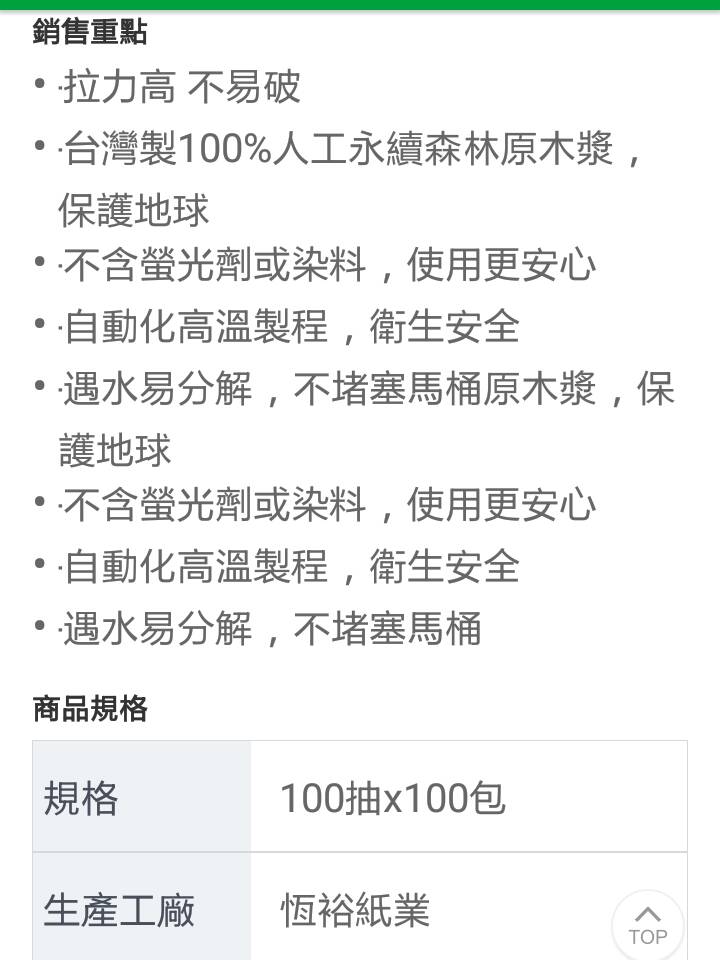 銷售重點
• ·拉力高 不易破
• ·台灣製100%人工永續森林原木漿，
保護地球
• ·不含螢光劑或染料，使用更安心
• ·自動化高溫製程，衛生安全
• ·遇水易分解，不堵塞馬桶原木漿，保
護地球
• ·不含螢光劑或染料，使用更安心
• ·自動化高溫製程，衛生安全
• ·遇水易分解，不堵塞馬桶
商品規格
規格 100抽x100包
生產工廠 恆裕紙業
TOP